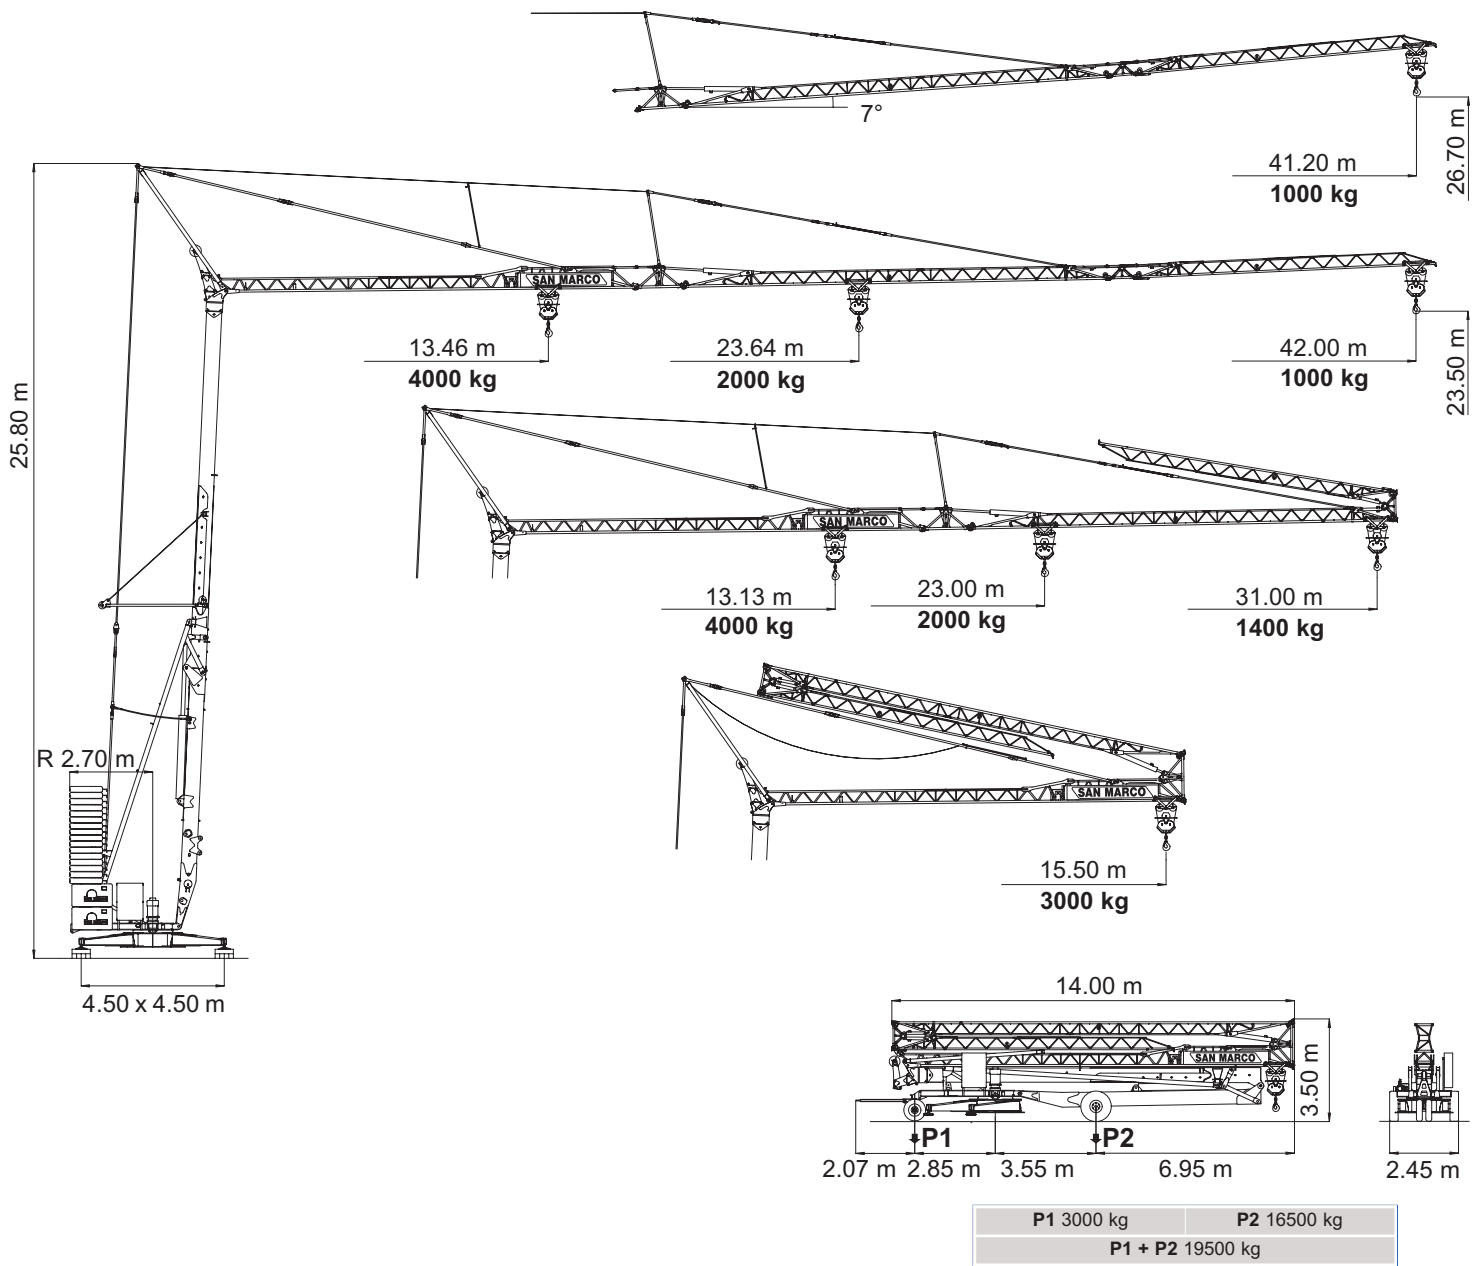 7°
41.20 m
1000 kg
26.70 m
SAN MARCO
13.46 m
4000 kg
23.64 m
2000 kg
42.00 m
1000 kg
23.50 m
25.80 m
SAN MARCO
13.13 m
4000 kg
23.00 m
2000 kg
31.00 m
1400 kg
R 2.70 m
SAN MARCO
15.50 m
3000 kg
4.50 x 4.50 m
14.00 m
SAN MARCO
3.50 m
P1
P2
2.07 m 2.85 m 3.55 m 6.95 m
2.45 m
P1 3000 kg P2 16500 kg
P1 + P2 19500 kg